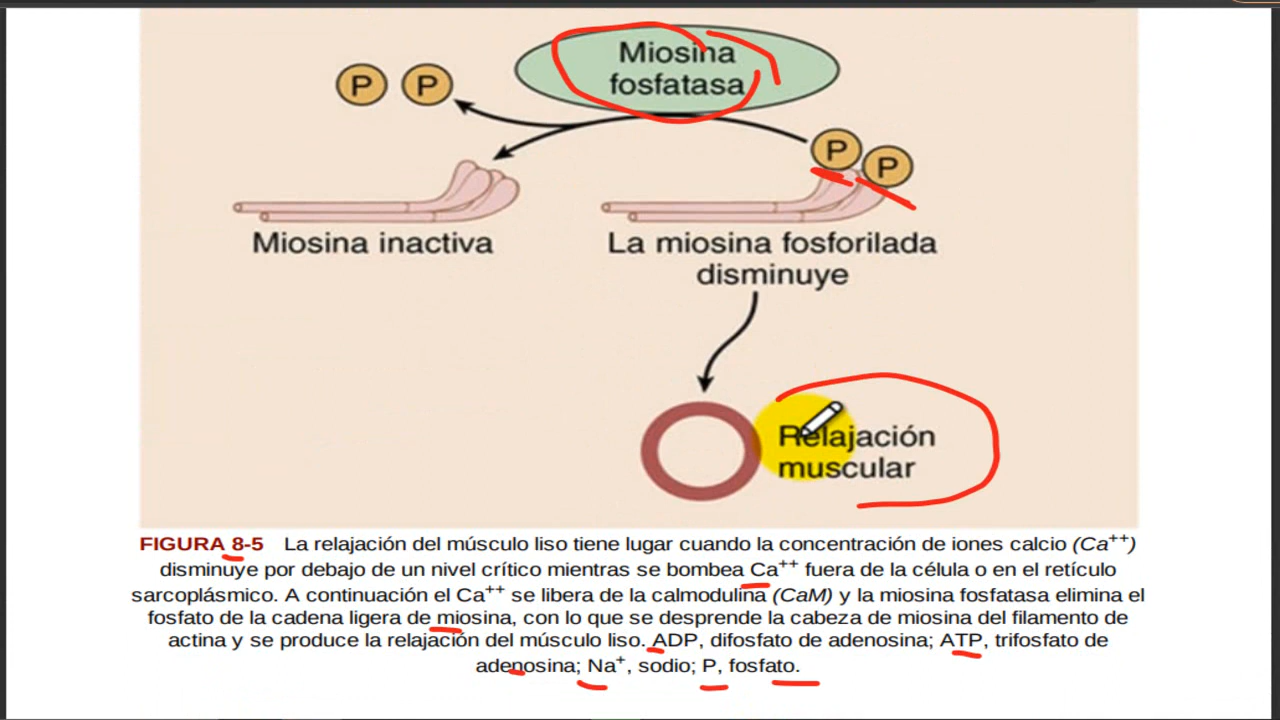 Miosina
fosfatasa
P P
P
P
Miosina inactiva
La miosina fosforilada
disminuye
Relajación
muscular
FIGURA 8-5 La relajación del músculo liso tiene lugar cuando la concentración de iones calcio (Ca++)
disminuye por debajo de un nivel crítico mientras se bombea Ca++ fuera de la célula o en el retículo
sarcoplásmico. A continuación el Ca++ se libera de la calmodulina (CaM) y la miosina fosfatasa elimina el
fosfato de la cadena ligera de miosina, con lo que se desprende la cabeza de miosina del filamento de
actina y se produce la relajación del músculo liso. ADP, difosfato de adenosina; ATP, trifosfato de
adenosina; Na+, sodio; P, fosfato.